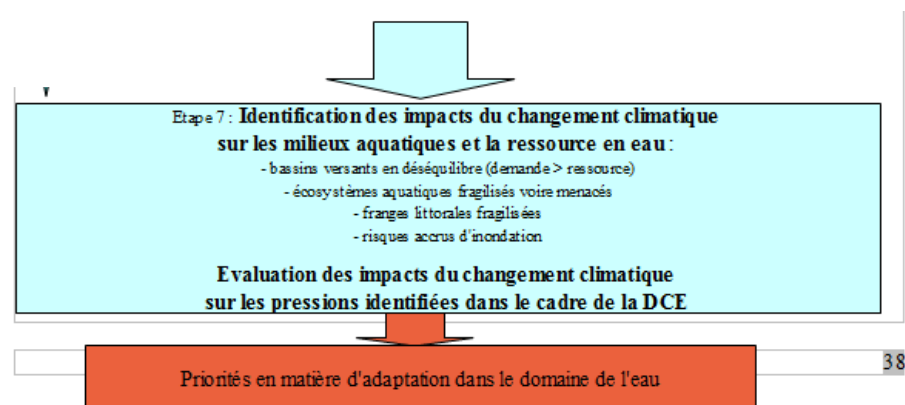 Etape 7 : Identification des impacts du changement climatique
sur les milieux aquatiques et la ressource en eau :
- bassins versants en déséquilibre (demande > ressource)
- écosystèmes aquatiques fragilisés voire menacés
- franges littorales fragilisées
- risques accrus d'inondation
Evaluation des impacts du changement climatique
sur les pressions identifiées dans le cadre de la DCE
38
Priorités en matière d'adaptation dans le domaine de l'eau